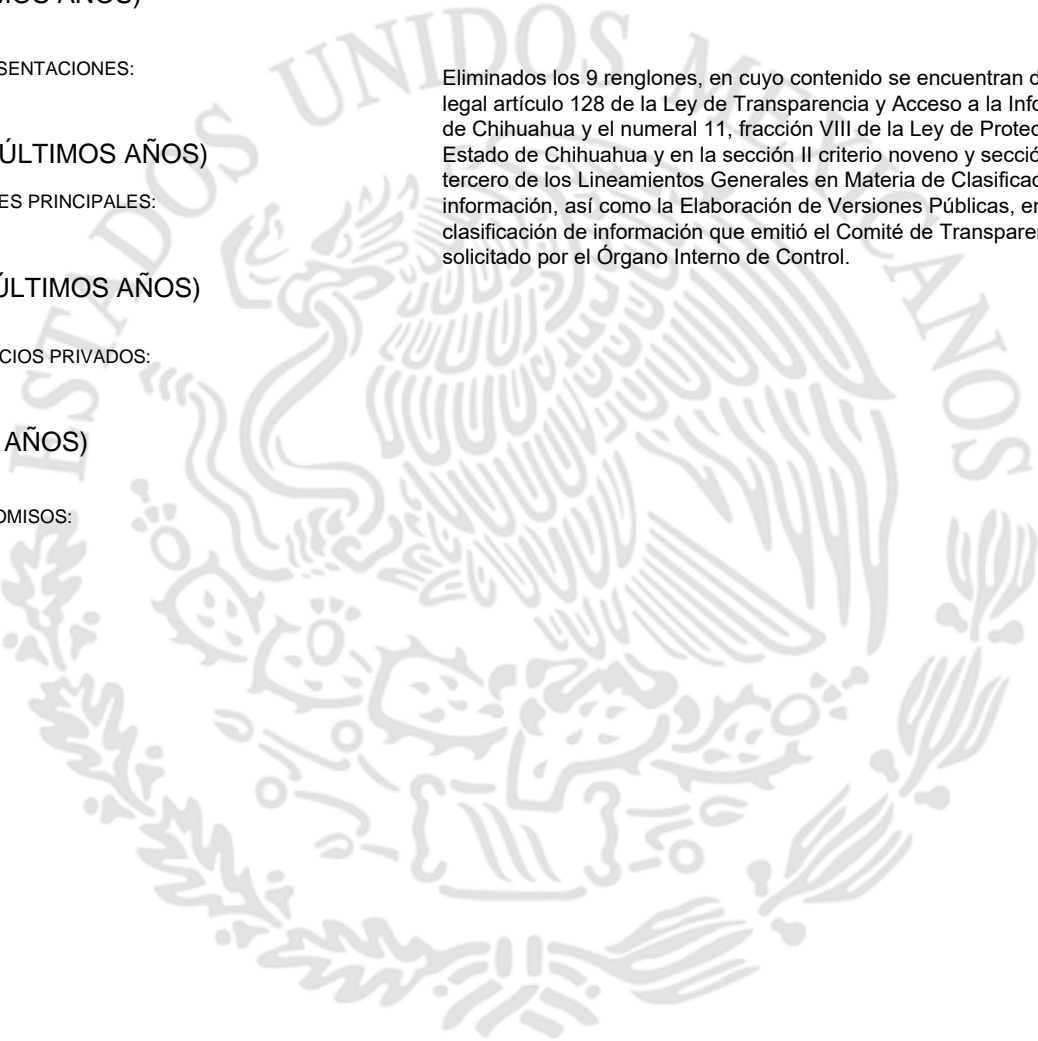 SENTACIONES:
ÚLTIMOS AÑOS)
ES PRINCIPALES:
ÚLTIMOS AÑOS)
CIOS PRIVADOS:
AÑOS)
OMISOS:
Eliminados los 9 renglones, en cuyo contenido se encuentran
legal artículo 128 de la Ley de Transparencia y Acceso a la Info
de Chihuahua y el numeral 11, fracción VIII de la Ley de Protec
Estado de Chihuahua y en la sección II criterio noveno y secció
tercero de los Lineamientos Generales en Materia de Clasificac
información, así como la Elaboración de Versiones Públicas, en
clasificación de información que emitió el Comité de Transparen
solicitado por el Órgano Interno de Control.
ESTADOS UNIDOS MEXICANOS